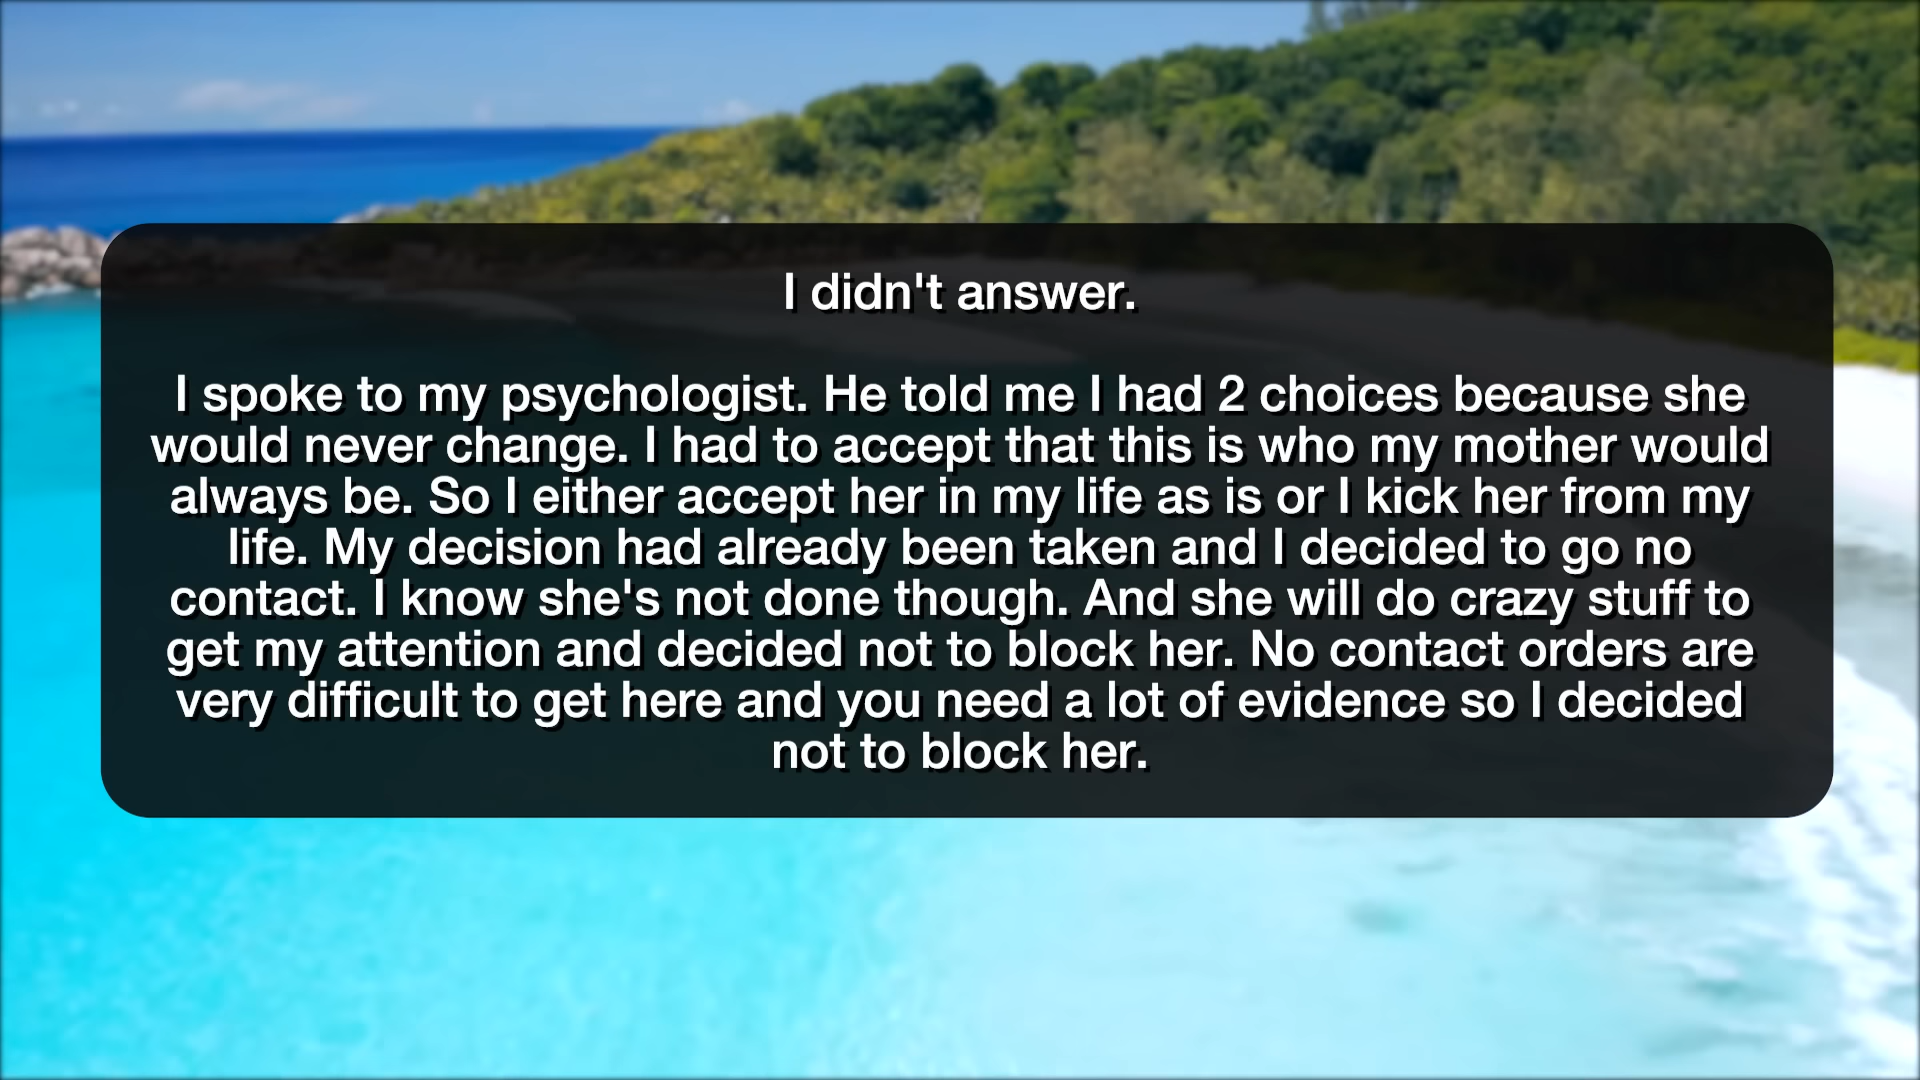 I didn't answer.
I spoke to my psychologist. He told me I had 2 choices because she
would never change. I had to accept that this is who my mother would
always be. So I either accept her in my life as is or I kick her from my
life. My decision had already been taken and I decided to go no
contact. I know she's not done though. And she will do crazy stuff to
get my attention and decided not to block her. No contact orders are
very difficult to get here and you need a lot of evidence so I decided
not to block her.